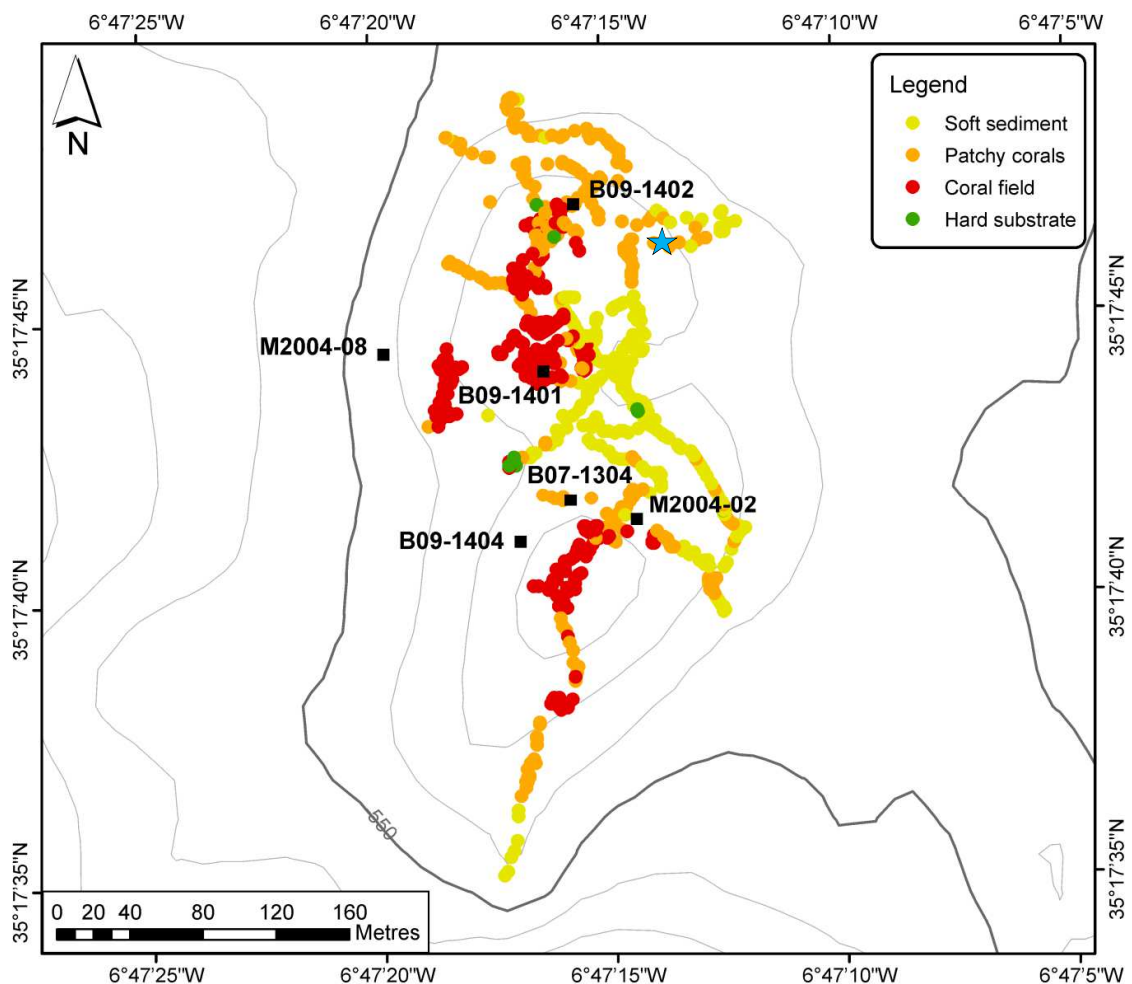 6°47'25"W 6°47'20"W 6°47'15"W 6°47'10"W 6°47'5"W
N
Legend
Soft sediment
Patchy corals
Coral field
Hard substrate
B09-1402
35°17'45"N
35°17'45"N
M2004-08
B09-1401
B07-1304
M2004-02
B09-1404
35°17'40"N
35°17'40"N
550
35°17'35"N
35°17'35"N
0 20 40 80 120 160
Metres
6°47'25"W 6°47'20"W 6°47'15"W 6°47'10"W 6°47'5"W